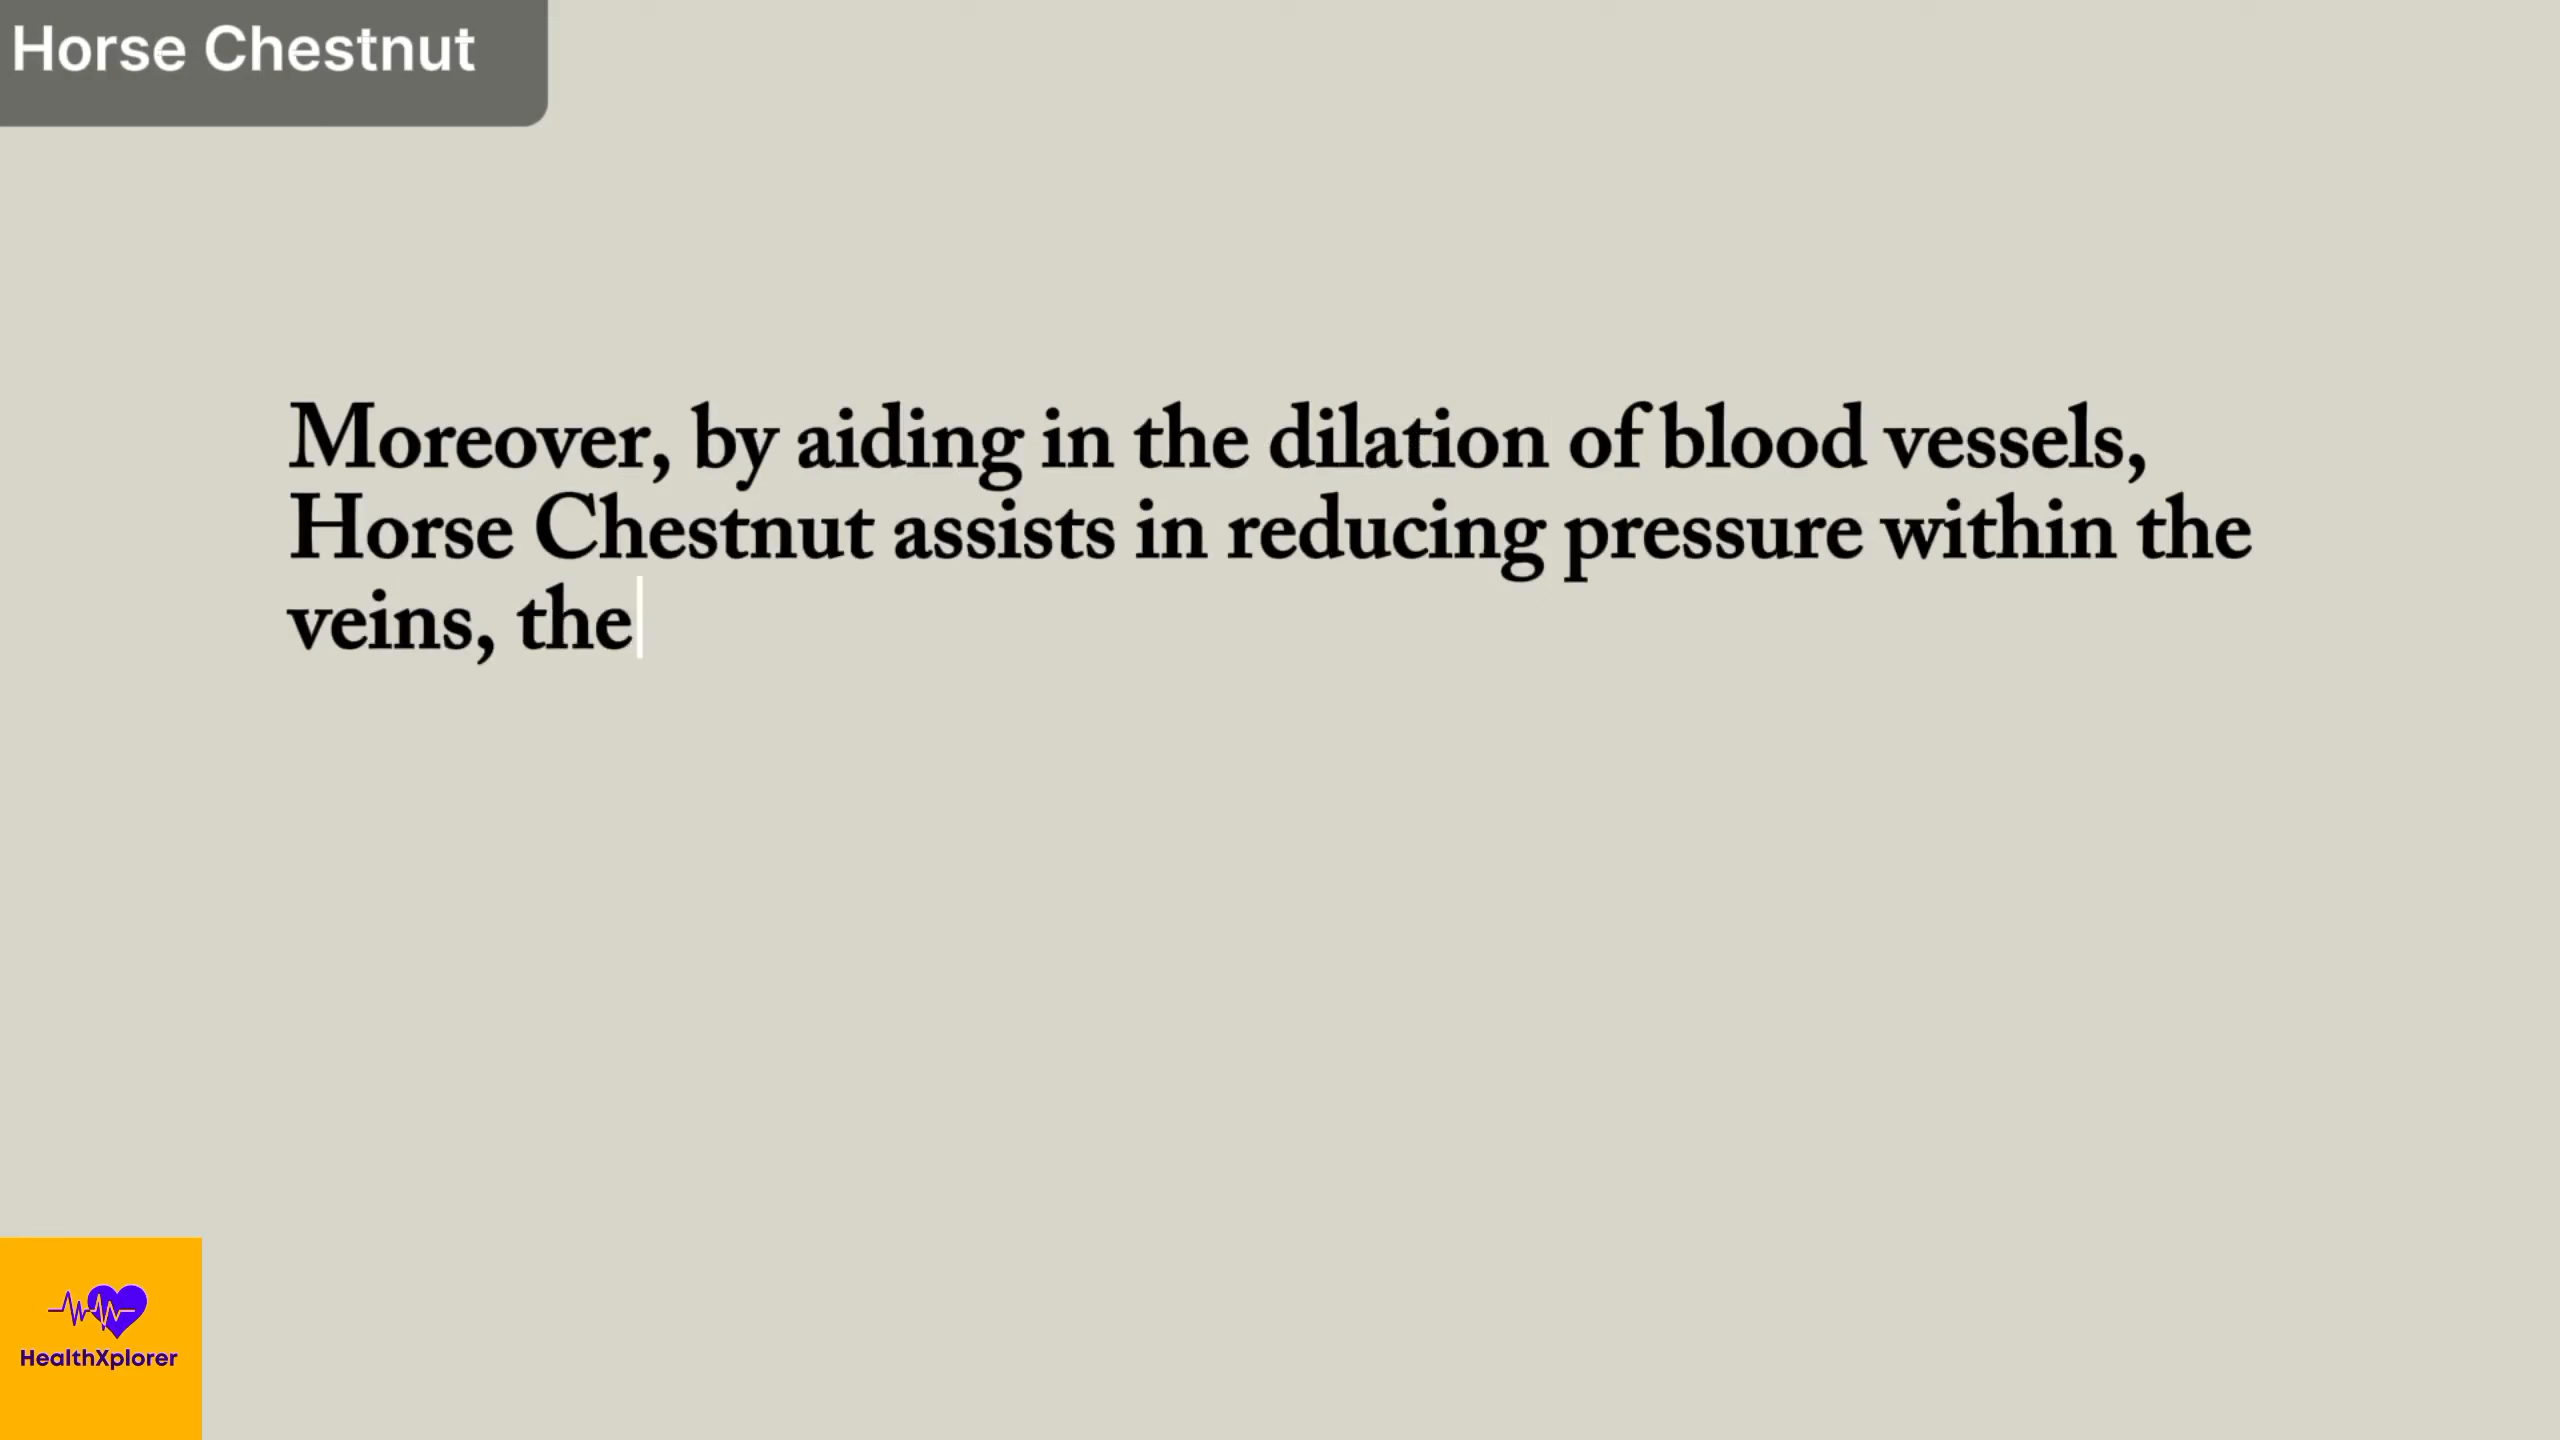 Horse Chestnut
Moreover, by aiding in the dilation of blood vessels,
Horse Chestnut assists in reducing pressure within the
veins, the
HealthXplorer